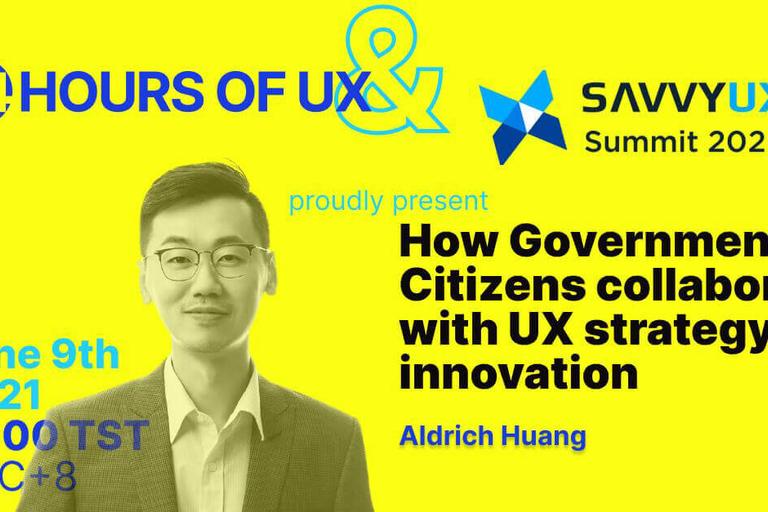 HOURS OF UX
&
SAVVYUX
Summit 202
proudly present
How Governmen
Citizens collabor
with UX strategy
innovation
Aldrich Huang
ne 9th
21
00 TST
C+8